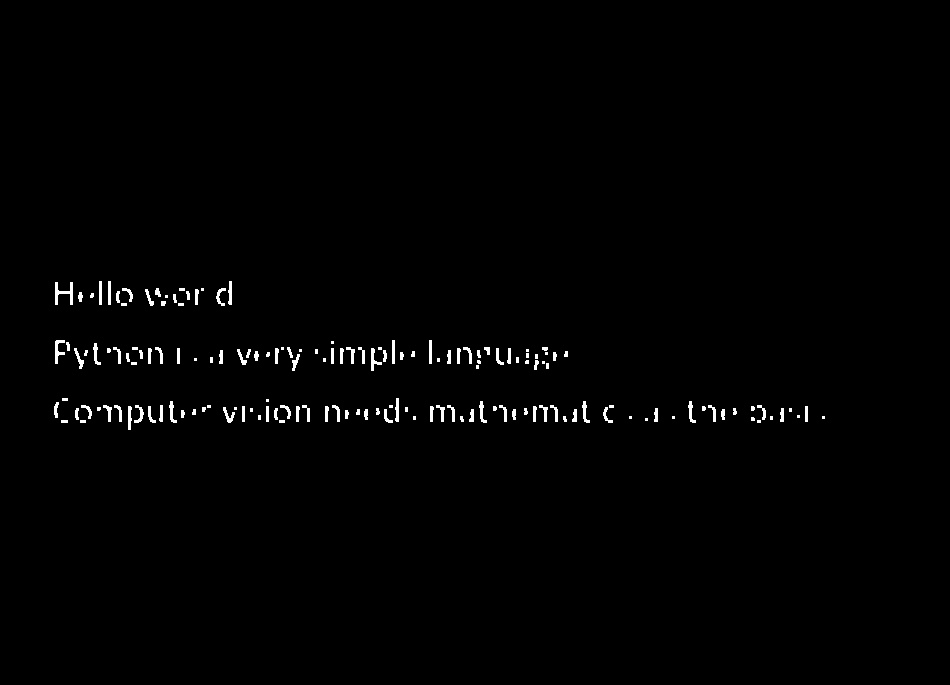 Hello world
Python is a very simple language
Computer vision needs mathematics as the basis